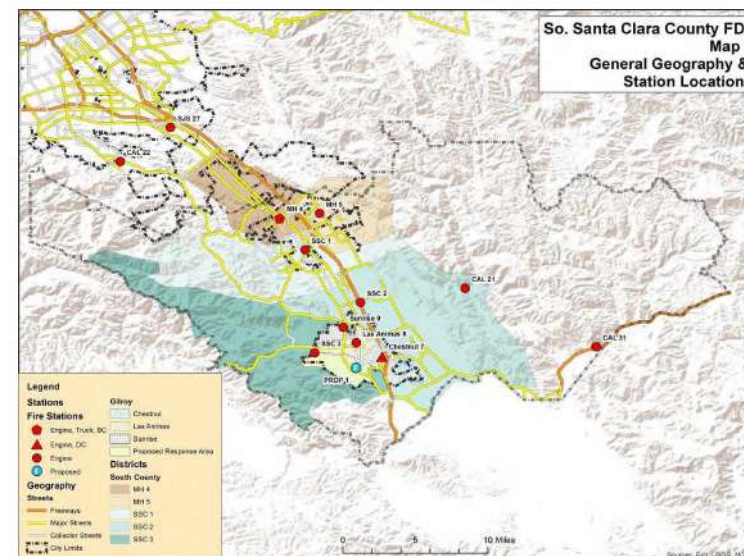 So. Santa Clara County FD
Map
General Geography &
Station Location
SJS 27
CAL 22
MH 4
MH 5
SSC 1
CAL 21
SSC 2
Sunrise 9
Las Animas 8
Chestnut 7
SSC 3
CAL 31
PROP 1
Legend
Stations
Fire Stations
Engine, Truck, BC
Engine, DC
Engine
Proposed
Geography
Streets
Freeways
Major Streets
Collector Streets
City Limits
Gilroy
Chestnut
Las Animas
Sunrise
Proposed Response Area
Districts
South County
MH 4
MH 5
SSC 1
SSC 2
SSC 3
0 5 10 Miles